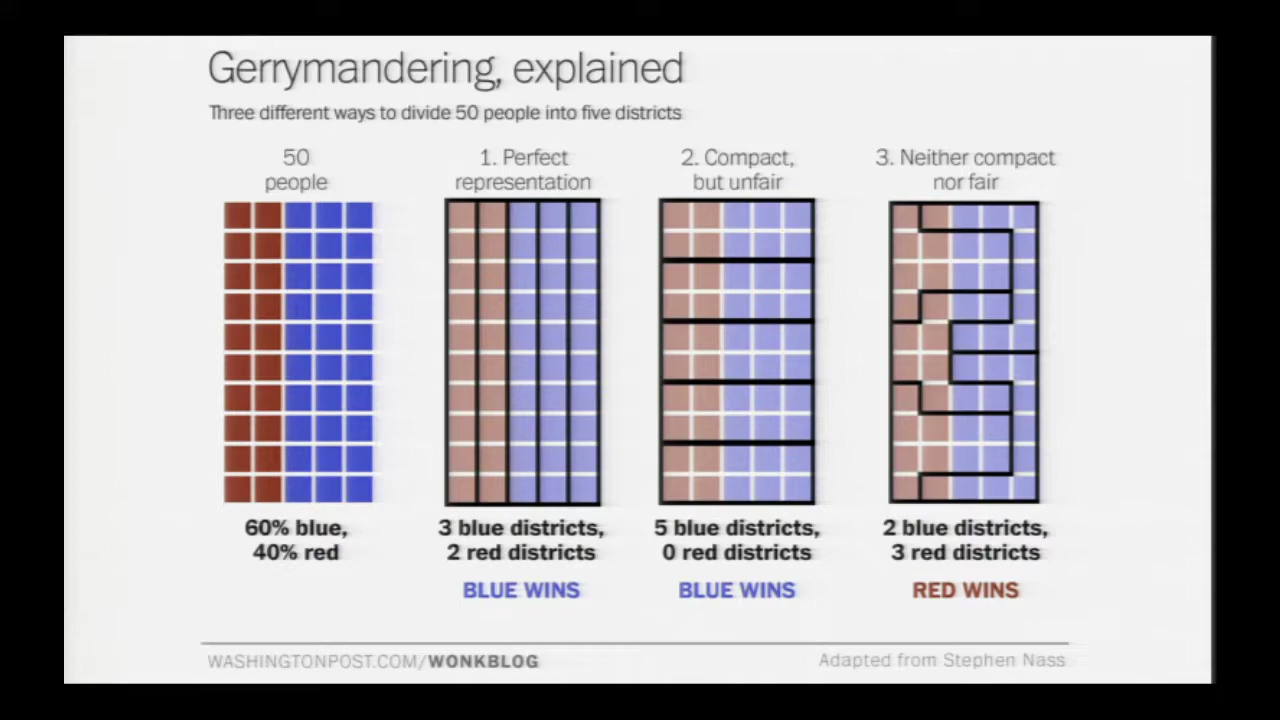 Gerrymandering, explained
Three different ways to divide 50 people into five districts
50
people
1. Perfect
representation
2. Compact,
but unfair
3. Neither compact
nor fair
60% blue,
40% red
3 blue districts,
2 red districts
5 blue districts,
0 red districts
2 blue districts,
3 red districts
BLUE WINS
BLUE WINS
RED WINS
WASHINGTONPOST.COM/WONKBLOG
Adapted from Stephen Nass